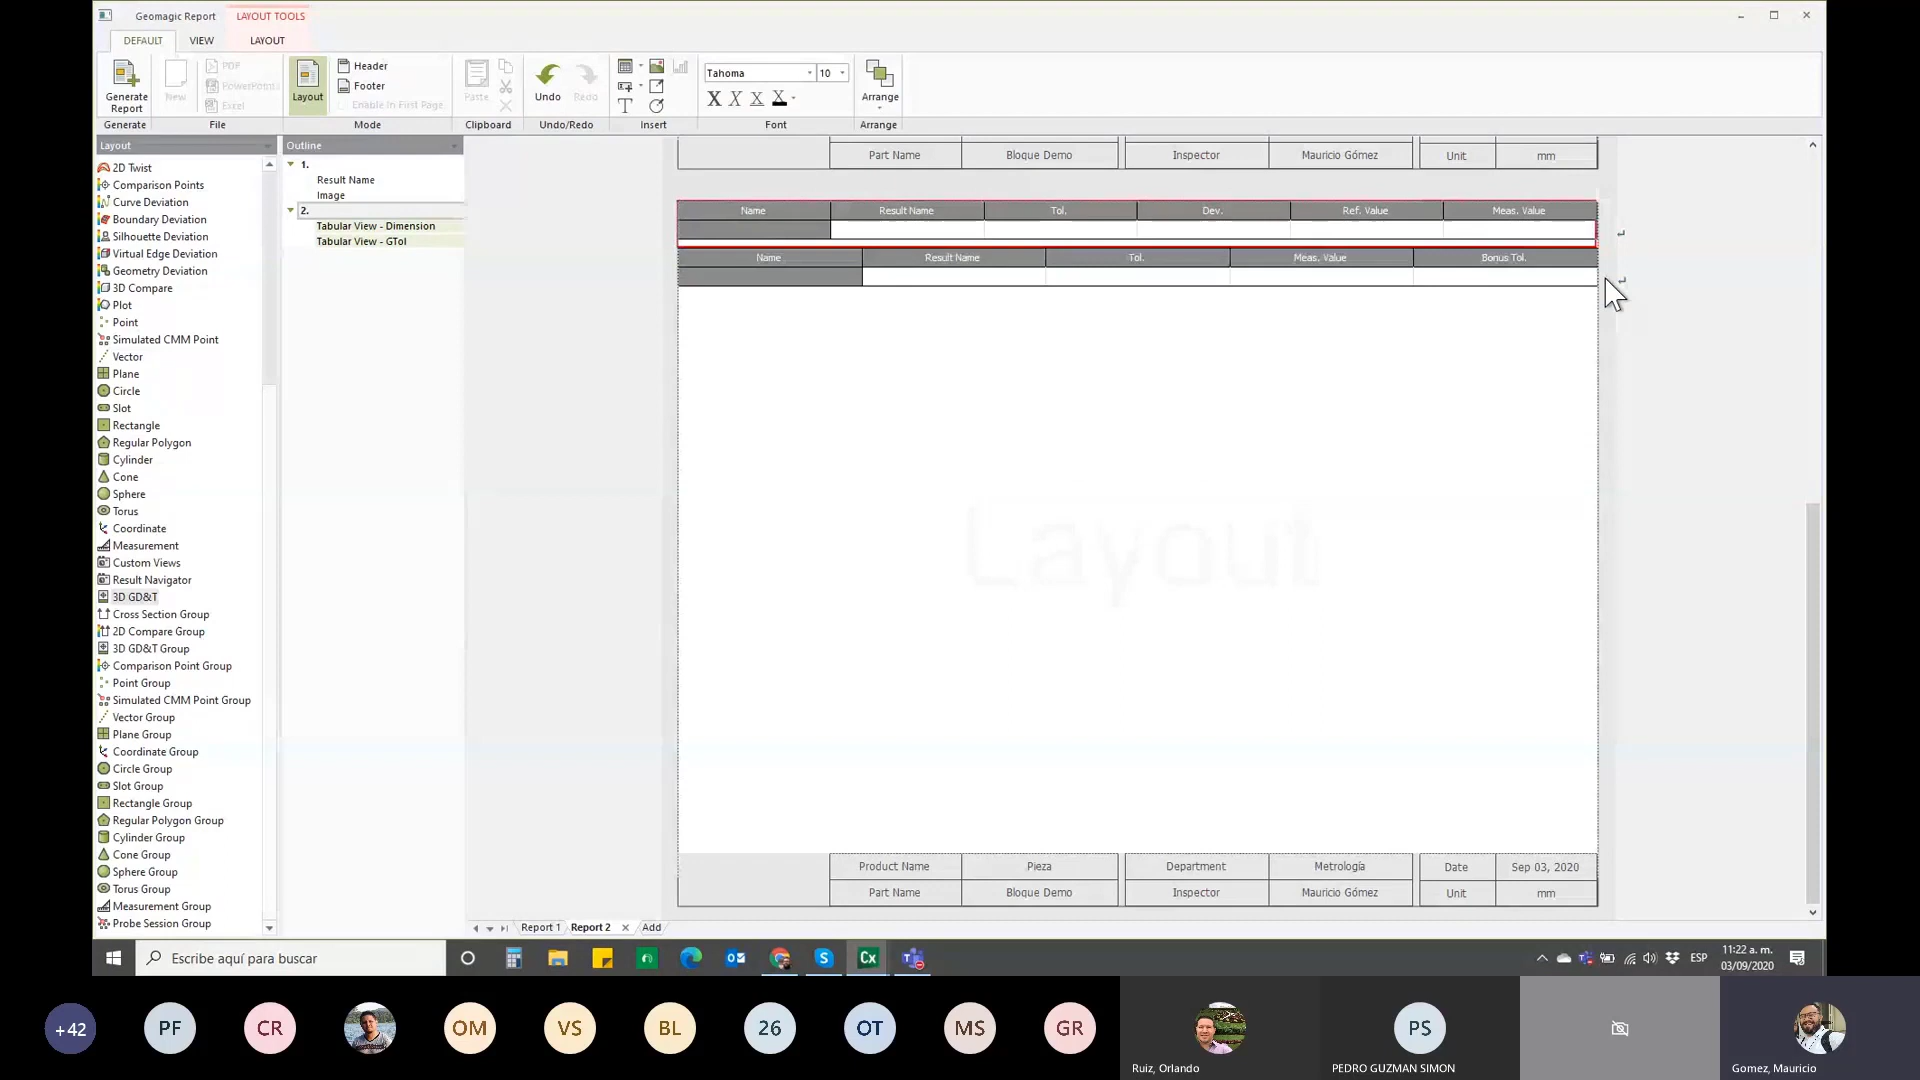 Geomagic Report LAYOUT TOOLS
DEFAULT VIEW LAYOUT
Generate Report
New
PDF
PowerPoint
Excel
Layout
Header
Footer
Enable In First Page
Paste
Undo
Redo
Tahoma 10
X X X X
Arrange
Generate File Mode Clipboard Undo/Redo Insert Font Arrange
Layout
2D Twist
Comparison Points
Curve Deviation
Boundary Deviation
Silhouette Deviation
Virtual Edge Deviation
Geometry Deviation
3D Compare
Plot
Point
Simulated CMM Point
Vector
Plane
Circle
Slot
Rectangle
Regular Polygon
Cylinder
Cone
Sphere
Torus
Coordinate
Measurement
Custom Views
Result Navigator
3D GD&T
Cross Section Group
2D Compare Group
3D GD&T Group
Comparison Point Group
Point Group
Simulated CMM Point Group
Vector Group
Plane Group
Coordinate Group
Circle Group
Slot Group
Rectangle Group
Regular Polygon Group
Cylinder Group
Cone Group
Sphere Group
Torus Group
Measurement Group
Probe Session Group
Outline
1.
Result Name
Image
2.
Tabular View - Dimension
Tabular View - GTol
Part Name Bloque Demo Inspector Mauricio Gómez Unit mm
Name Result Name Tol. Dev. Ref. Value Meas. Value
Name Result Name Tol. Meas. Value Bonus Tol.
Layout
Product Name Pieza Department Metrología Date Sep 03, 2020
Part Name Bloque Demo Inspector Mauricio Gómez Unit mm
Report 1 Report 2 Add
Escribe aquí para buscar
Cx
ESP
11:22 a. m.
03/09/2020
+42 PF CR OM VS BL 26 OT MS GR PS
Ruiz, Orlando PEDRO GUZMAN SIMON Gomez, Mauricio